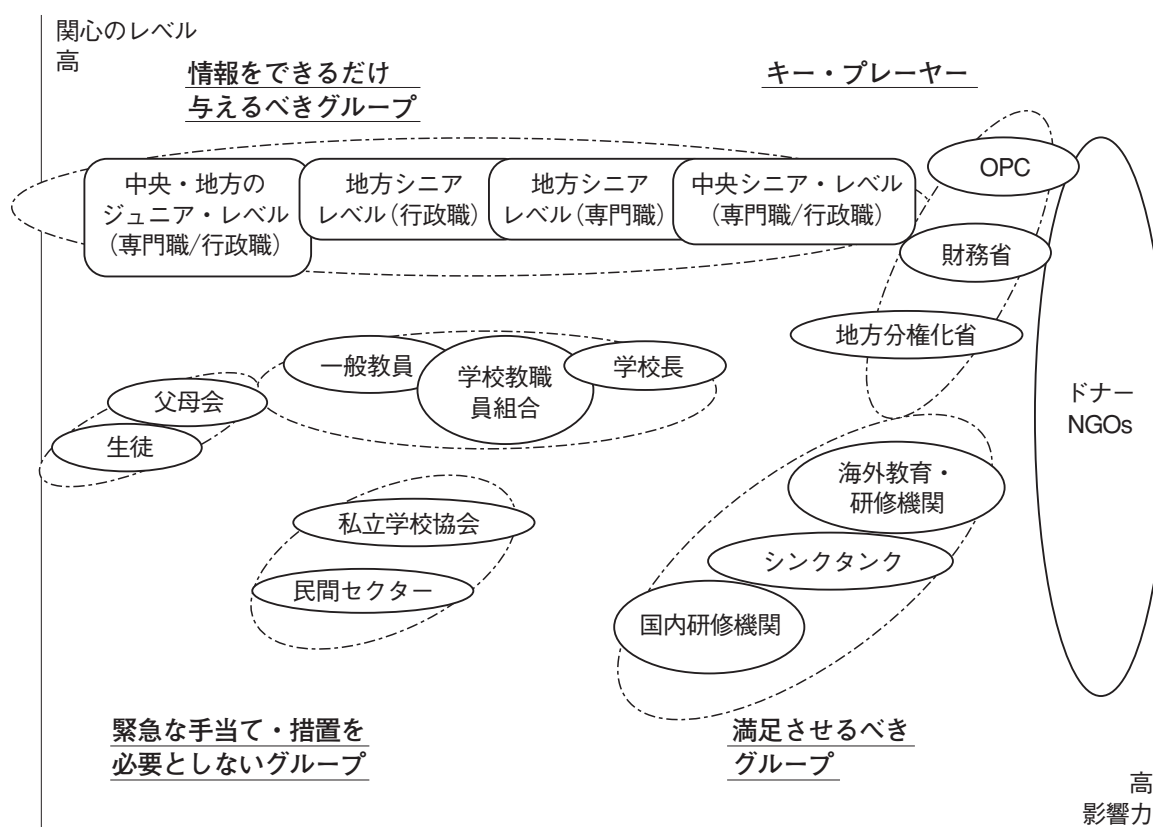 関心のレベル
高
情報をできるだけ
与えるべきグループ
キー・プレーヤー
中央・地方の
ジュニア・レベル
（専門職/行政職）
地方シニア
レベル（行政職）
地方シニア
レベル（専門職）
中央シニア・レベル
（専門職/行政職）
OPC
財務省
地方分権化省
一般教員
学校教職
員組合
学校長
父母会
生徒
ドナー
NGOs
海外教育・
研修機関
私立学校協会
シンクタンク
民間セクター
国内研修機関
緊急な手当て・措置を
必要としないグループ
満足させるべき
グループ
高
影響力